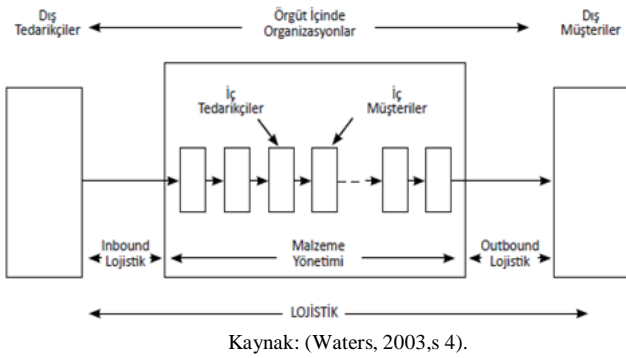 Dış
Tedarikçiler
Örgüt İçinde
Organizasyonlar
Dış
Müşteriler
İç
Tedarikçiler
İç
Müşteriler
Inbound
Lojistik
Malzeme
Yönetimi
Outbound
Lojistik
LOJİSTİK
Kaynak: (Waters, 2003,s 4).